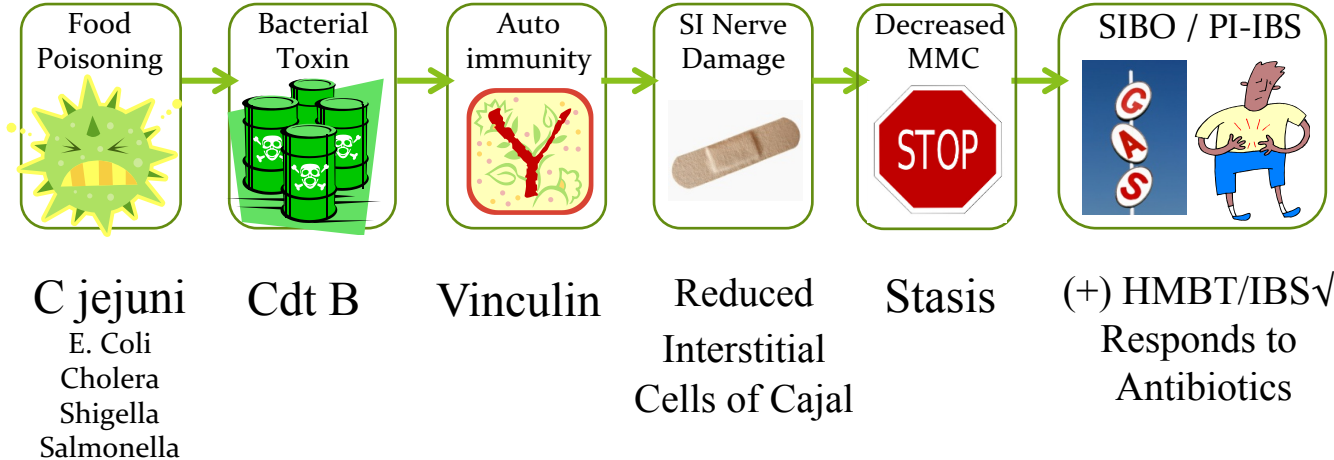 Food
Poisoning
Bacterial
Toxin
Auto
immunity
SI Nerve
Damage
Decreased
MMC
SIBO / PI-IBS
STOP
G
A
S
C jejuni
E. Coli
Cholera
Shigella
Salmonella
Cdt B
Vinculin
Reduced
Interstitial
Cells of Cajal
Stasis
(+) HMBT/IBS√
Responds to
Antibiotics